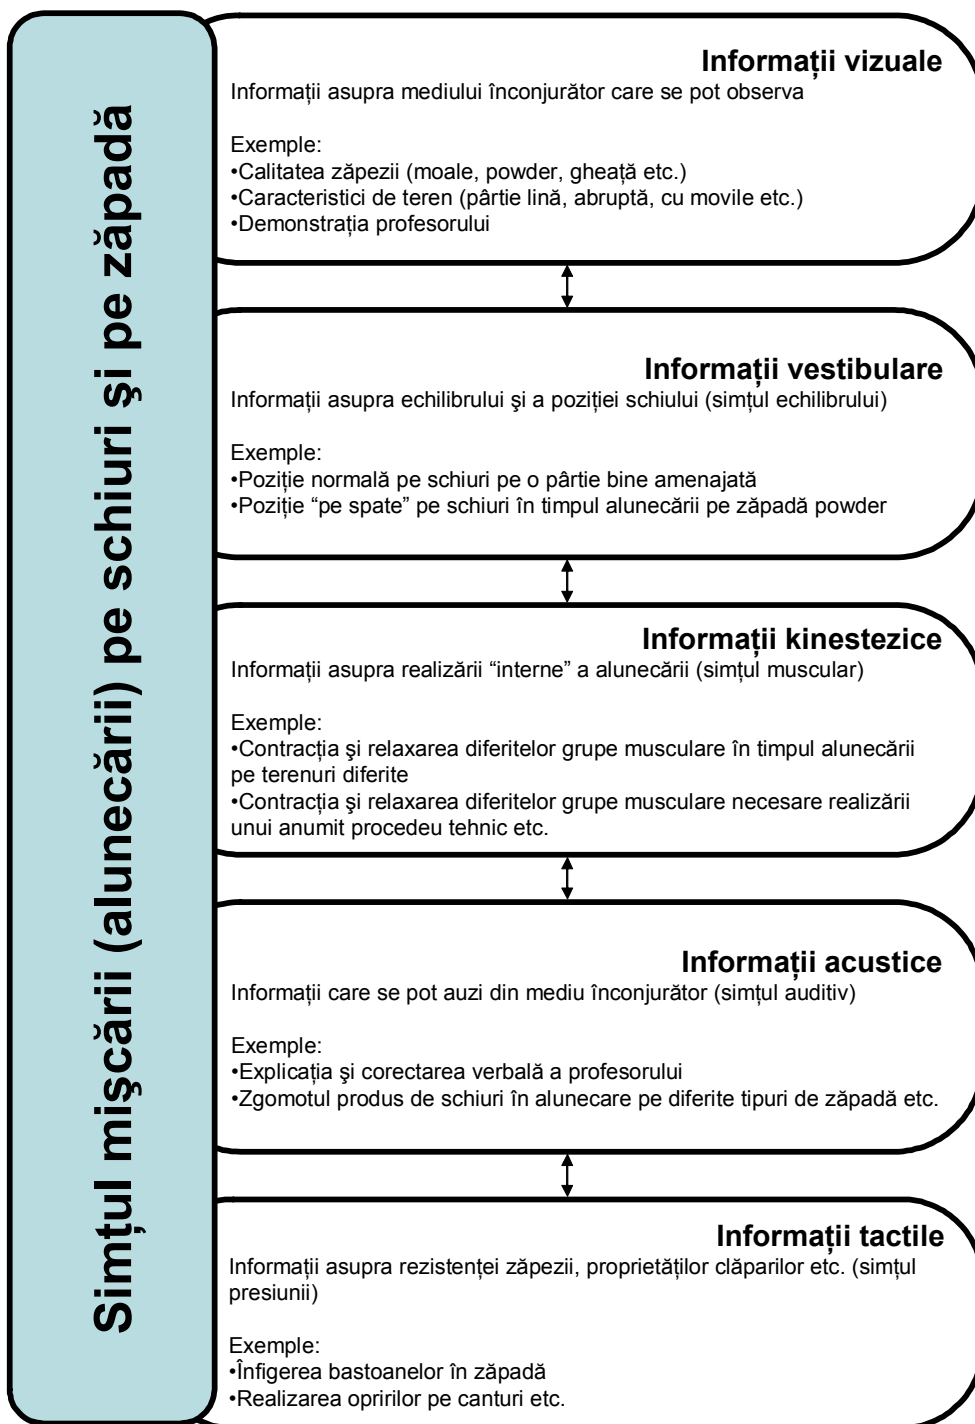 Simțul mişcării (alunecării) pe schiuri şi pe zăpadă
Informații vizuale
Informații asupra mediului înconjurător care se pot observa
Exemple:
•Calitatea zăpezii (moale, powder, gheață etc.)
•Caracteristici de teren (pârtie lină, abruptă, cu movile etc.)
•Demonstrația profesorului
Informații vestibulare
Informații asupra echilibrului şi a poziției schiului (simțul echilibrului)
Exemple:
•Poziție normală pe schiuri pe o pârtie bine amenajată
•Poziție “pe spate” pe schiuri în timpul alunecării pe zăpadă powder
Informații kinestezice
Informații asupra realizării “interne” a alunecării (simțul muscular)
Exemple:
•Contracția şi relaxarea diferitelor grupe musculare în timpul alunecării
pe terenuri diferite
•Contracția şi relaxarea diferitelor grupe musculare necesare realizării
unui anumit procedeu tehnic etc.
Informații acustice
Informații care se pot auzi din mediu înconjurător (simțul auditiv)
Exemple:
•Explicația şi corectarea verbală a profesorului
•Zgomotul produs de schiuri în alunecare pe diferite tipuri de zăpadă etc.
Informații tactile
Informații asupra rezistenței zăpezii, proprietăților clăparilor etc. (simțul
presiunii)
Exemple:
•Înfigerea bastoanelor în zăpadă
•Realizarea opririlor pe canturi etc.